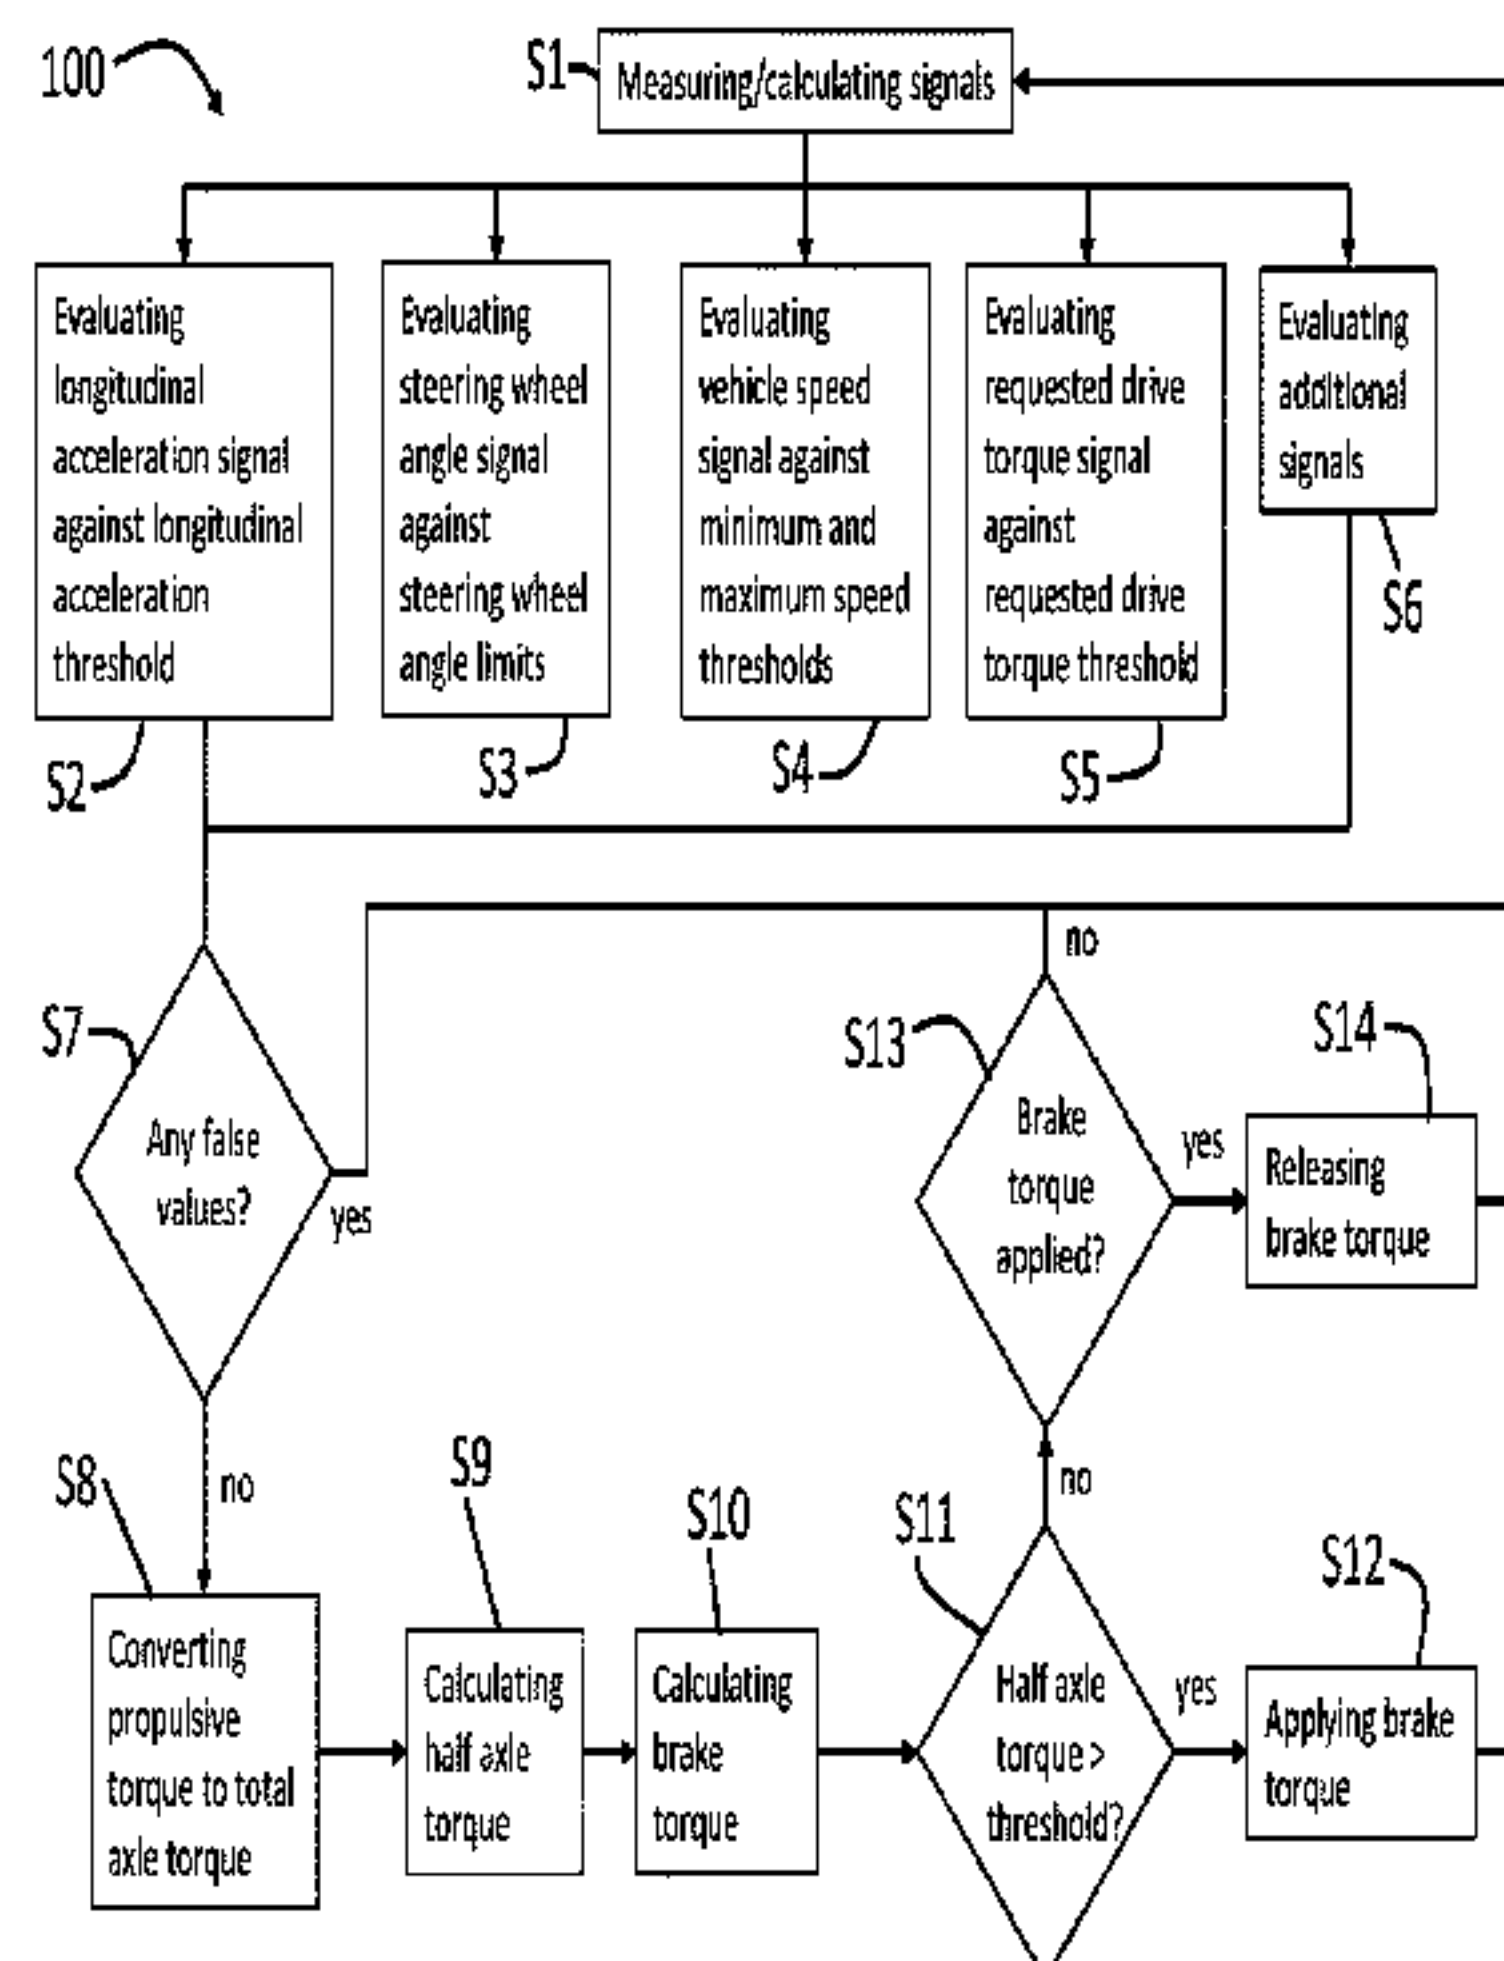 100
S1
Measuring/calculating signals
Evaluating
longitudinal
acceleration signal
against longitudinal
acceleration
threshold
S2
Evaluating
steering wheel
angle signal
against
steering wheel
angle limits
S3
Evaluating
vehicle speed
signal against
minimum and
maximum speed
thresholds
S4
Evaluating
requested drive
torque signal
against
requested drive
torque threshold
S5
Evaluating
additional
signals
S6
S7
Any false
values?
yes
no
S8
Converting
propulsive
torque to total
axle torque
S9
Calculating
half axle
torque
S10
Calculating
brake
torque
S11
Half axle
torque >
threshold?
yes
no
S12
Applying brake
torque
S13
Brake
torque
applied?
no
yes
S14
Releasing
brake torque